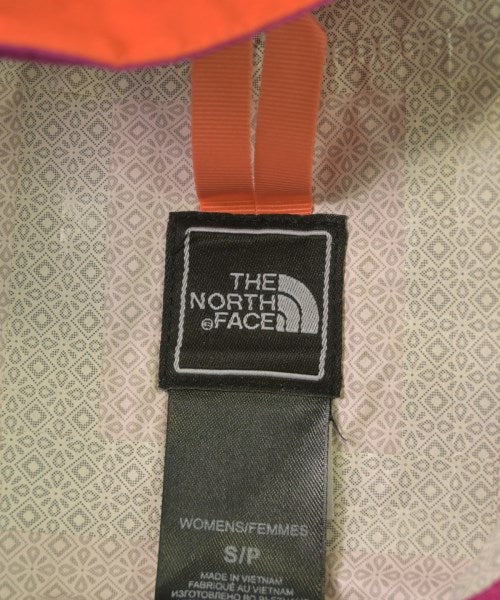 THE
NORTH
®FACE
WOMENS/FEMMES
S/P
MADE IN VIETNAM
FABRIQUÉ AU VIETNAM